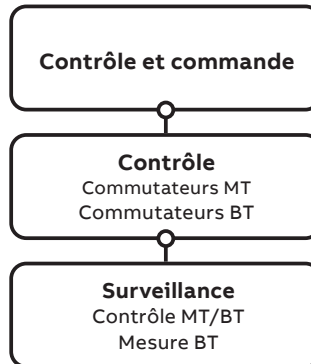 Contrôle et commande
Contrôle
Commutateurs MT
Commutateurs BT
Surveillance
Contrôle MT/BT
Mesure BT